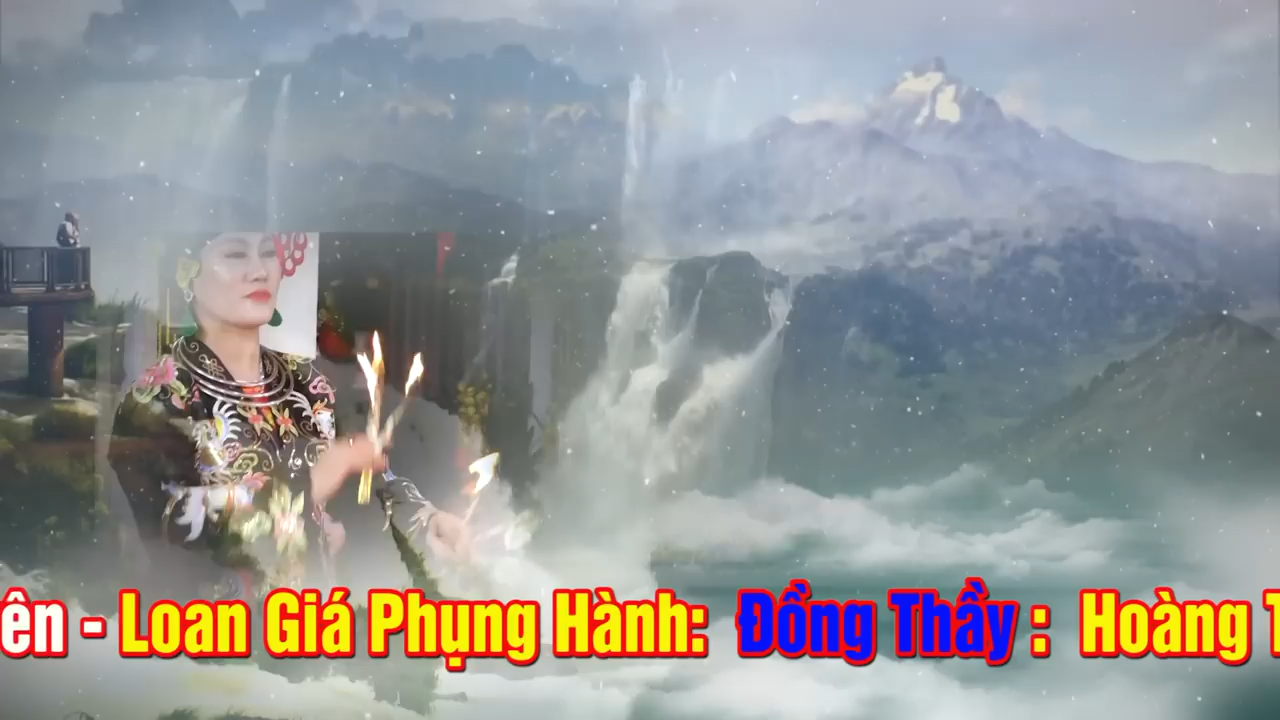 ên - Loan Giá Phụng Hành: Đồng Thầy : Hoàng T